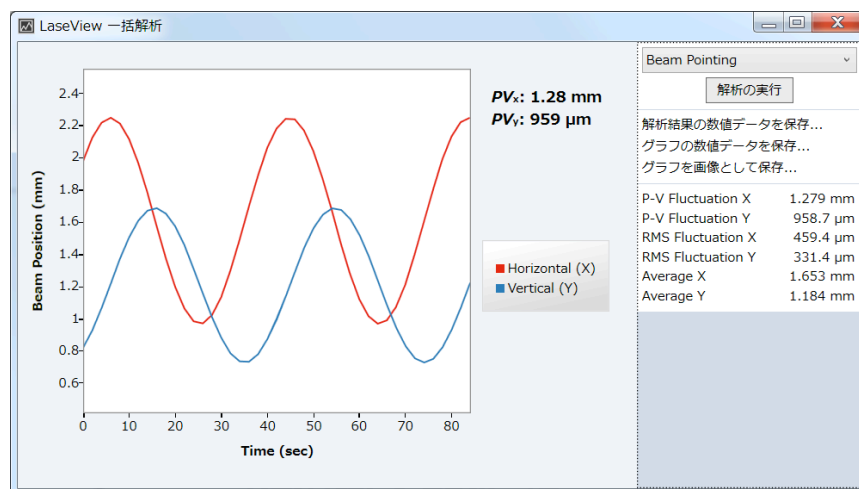 LaseView 一括解析
Beam Position (mm)
2.4
2.2
2
1.8
1.6
1.4
1.2
1
0.8
0.6
0 10 20 30 40 50 60 70 80
Time (sec)
PVx: 1.28 mm
PVY: 959 µm
Horizontal (X)
Vertical (Y)
Beam Pointing
解析の実行
解析結果の数値データを保存...
グラフの数値データを保存...
グラフを画像として保存...
P-V Fluctuation X 1.279 mm
P-V Fluctuation Y 958.7 µm
RMS Fluctuation X 459.4 µm
RMS Fluctuation Y 331.4 µm
Average X 1.653 mm
Average Y 1.184 mm